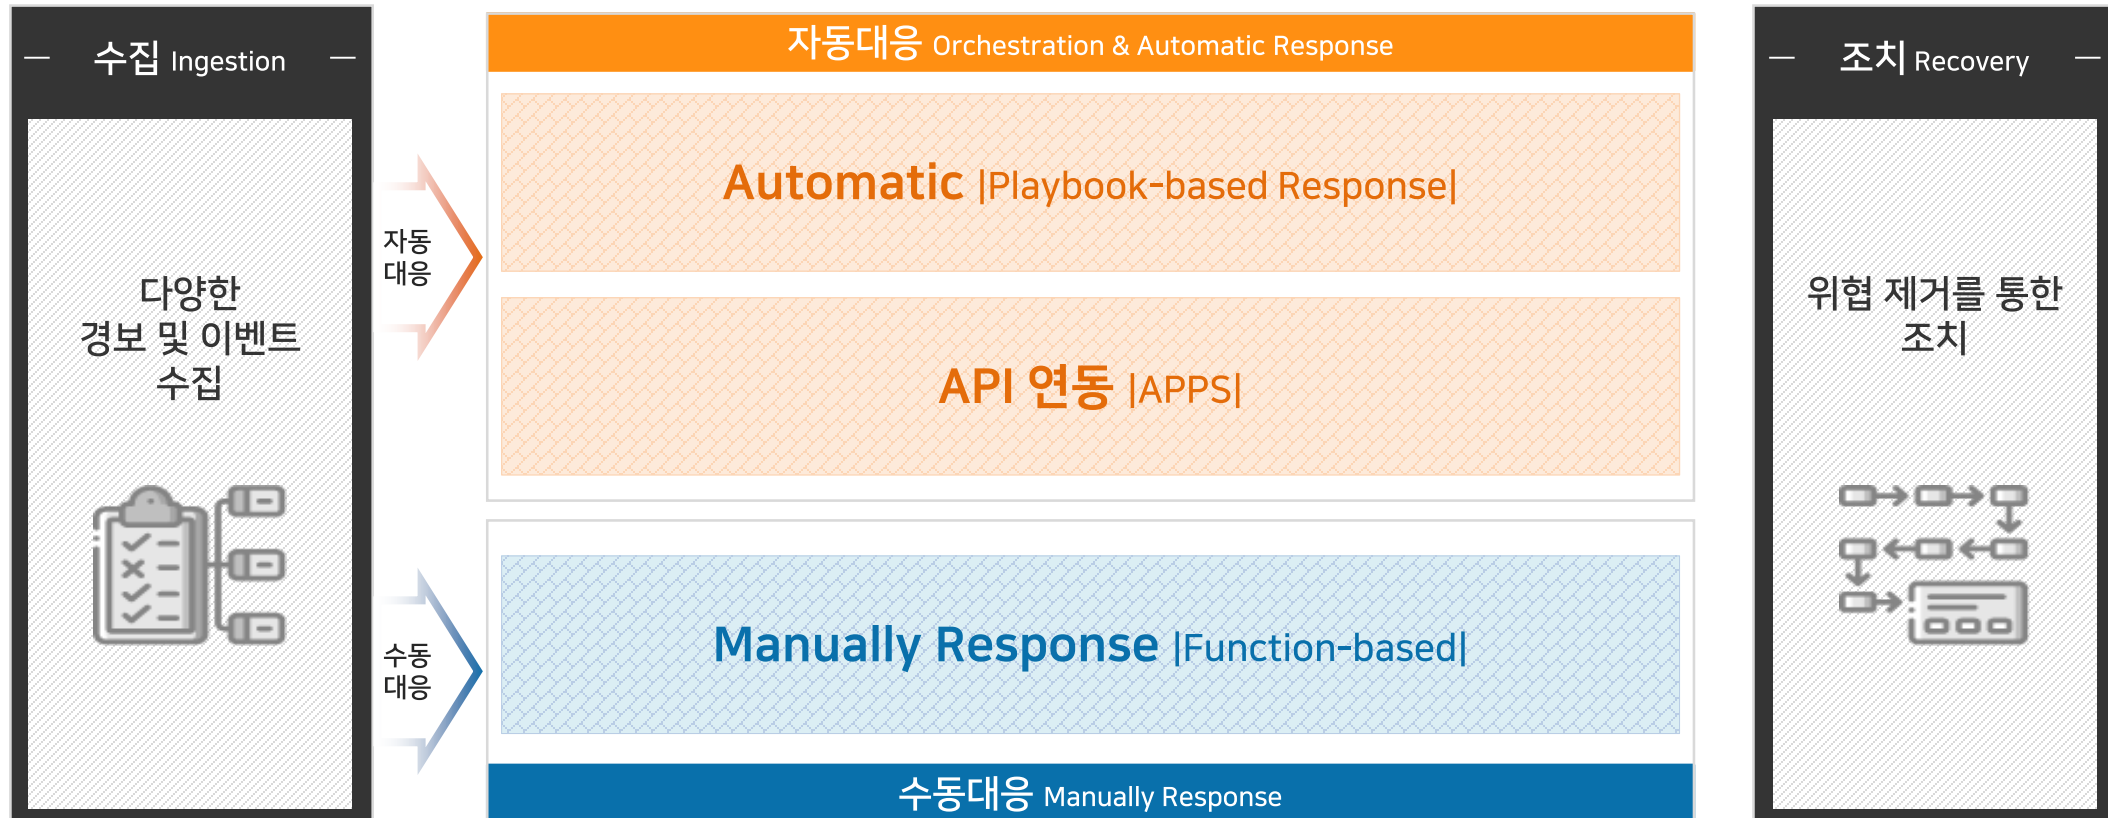 수집 Ingestion
다양한
경보 및 이벤트
수집
자동
대응
수동
대응
자동대응 Orchestration & Automatic Response
Automatic |Playbook-based Response|
API 연동 |APPS|
Manually Response |Function-based|
수동대응 Manually Response
조치 Recovery
위협 제거를 통한
조치